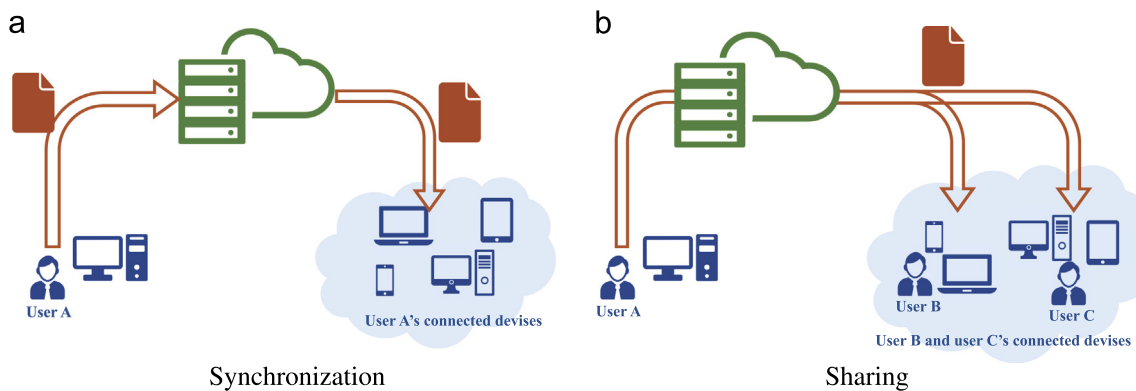 a
User A
User A's connected devises
Synchronization
b
User A
User B
User C
User B and user C's connected devises
Sharing